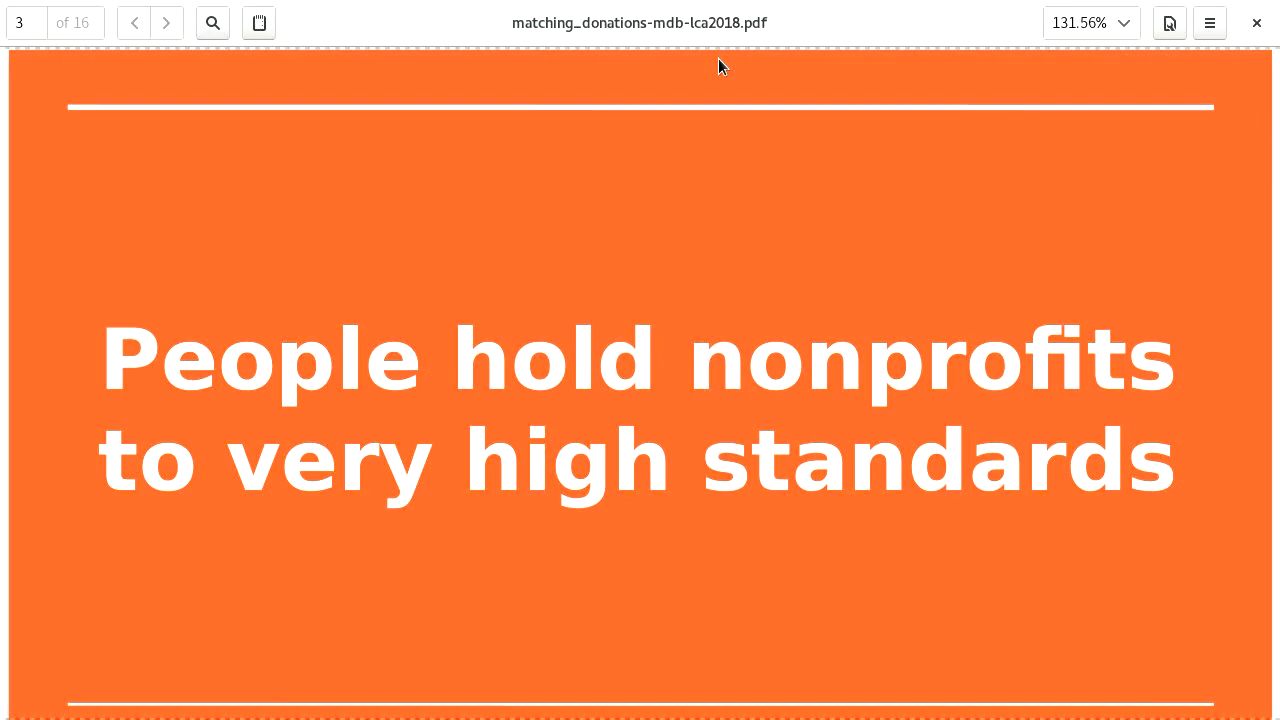 3 of 16 matching_donations-mdb-lca2018.pdf 131.56%
People hold nonprofits
to very high standards